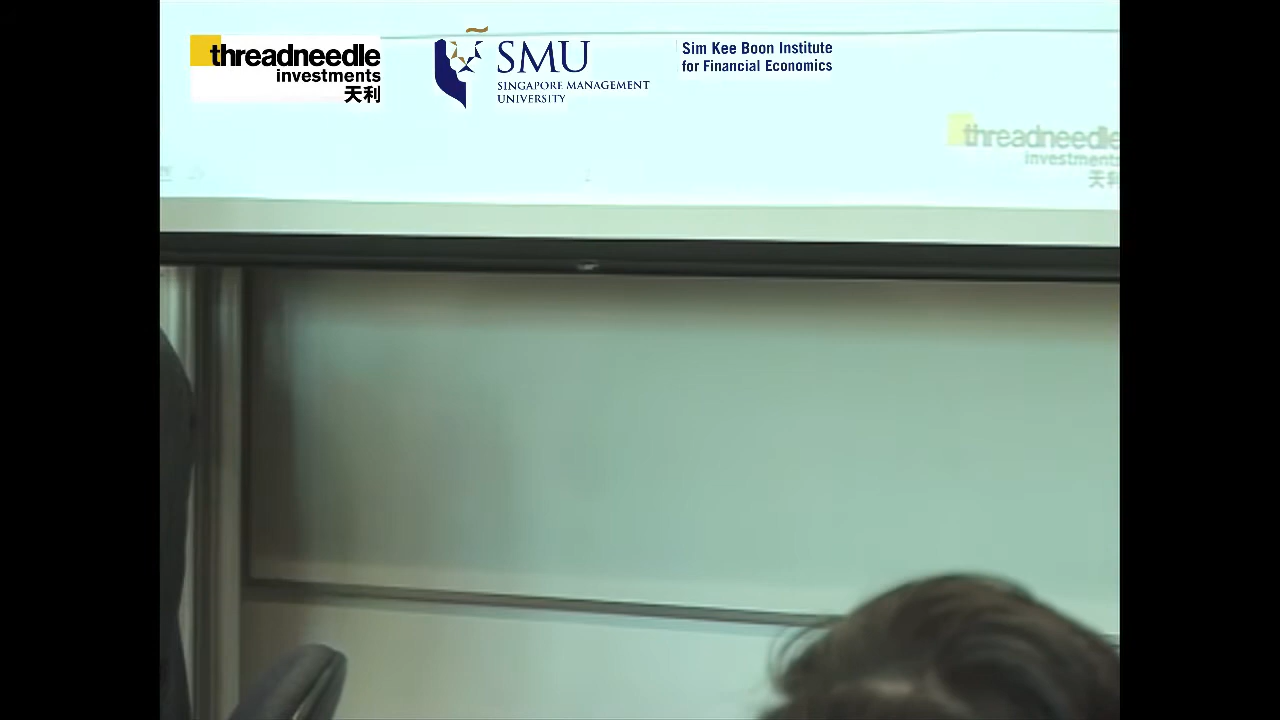 threadneedle
investments
天利
SMU
SINGAPORE MANAGEMENT
UNIVERSITY
Sim Kee Boon Institute
for Financial Economics
threadneedle
investments
天利